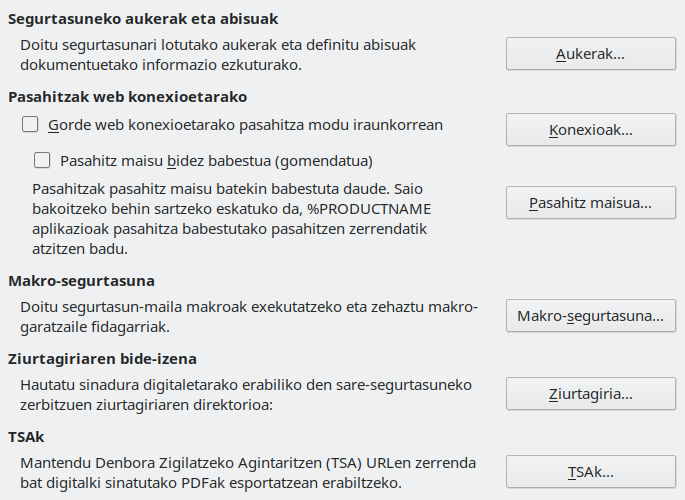 Segurtasuneko aukerak eta abisuak
Doitu segurtasunari lotutako aukerak eta definitu abisuak
dokumentuetako informazio ezkuturako.
Aukerak...
Pasahitzak web konexioetarako
Gorde web konexioetarako pasahitza modu iraunkorrean
Konexioak...
Pasahitz maisu bidez babestua (gomendatua)
Pasahitzak pasahitz maisu batekin babestuta daude. Saio
bakoitzeko behin sartzeko eskatuko da, %PRODUCTNAME
aplikazioak pasahitza babestutako pasahitzen zerrendatik
atzitzen badu.
Pasahitz maisua...
Makro-segurtasuna
Doitu segurtasun-maila makroak exekutatzeko eta zehaztu makro-
garatzaile fidagarriak.
Makro-segurtasuna...
Ziurtagiriaren bide-izena
Hautatu sinadura digitaletarako erabiliko den sare-segurtasuneko
zerbitzuen ziurtagiriaren direktorioa:
Ziurtagiria...
TSAk
Mantendu Denbora Zigilatzeko Agintaritzen (TSA) URLen zerrenda
bat digitalki sinatutako PDFak esportatzean erabiltzeko.
TSAk...